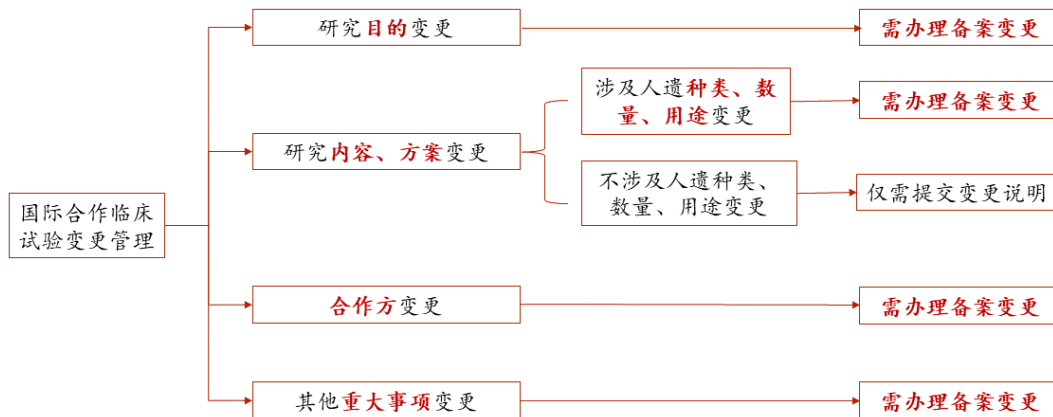 研究目的变更
需办理备案变更
涉及人遗种类、数
量、用途变更
需办理备案变更
研究内容、方案变更
不涉及人遗种类、
数量、用途变更
仅需提交变更说明
国际合作临床
试验变更管理
合作方变更
需办理备案变更
其他重大事项变更
需办理备案变更